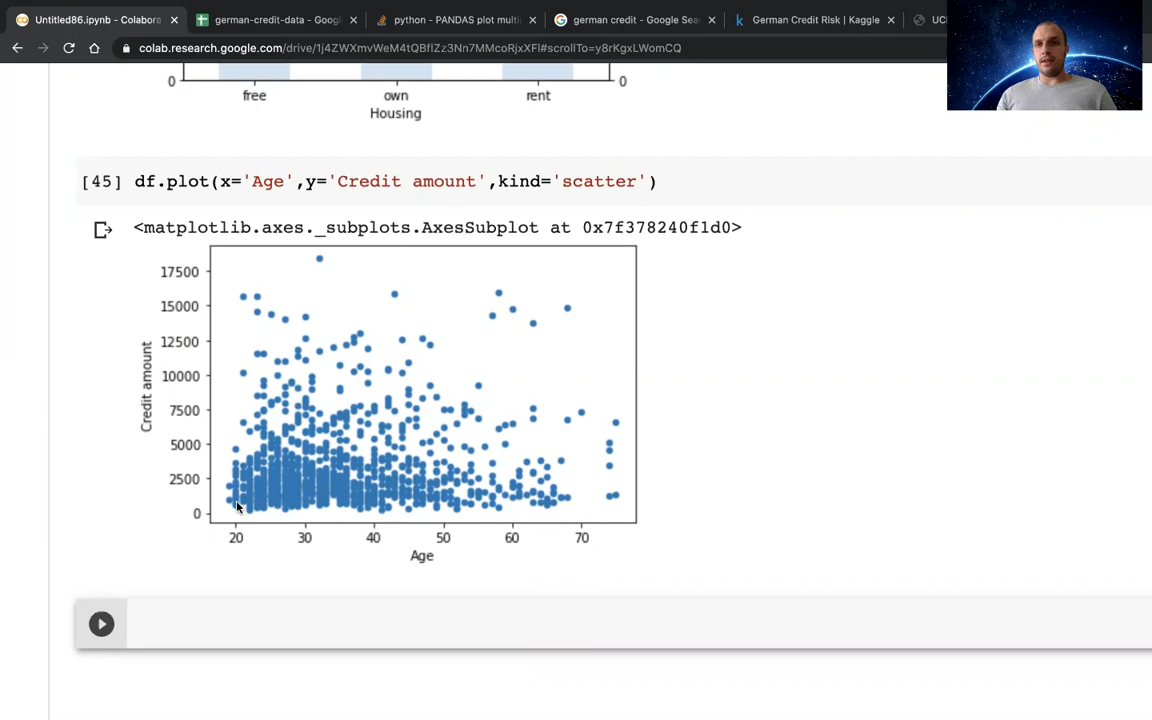 Untitled86.ipynb - Colabora
german-credit-data - Googl
python - PANDAS plot multi
german credit - Google Sea
German Credit Risk | Kaggle
UCI
colab.research.google.com/drive/1j4ZWXmvWeM4tQBfIZz3Nn7MMcoRjxXFl#scrollTo=y8rKgxLWomCQ
0
0
free
own
rent
Housing
[45] df.plot(x='Age',y='Credit amount',kind='scatter')
<matplotlib.axes._subplots.AxesSubplot at 0x7f378240f1d0>
17500
15000
12500
10000
7500
5000
2500
0
Credit amount
20
30
40
50
60
70
Age